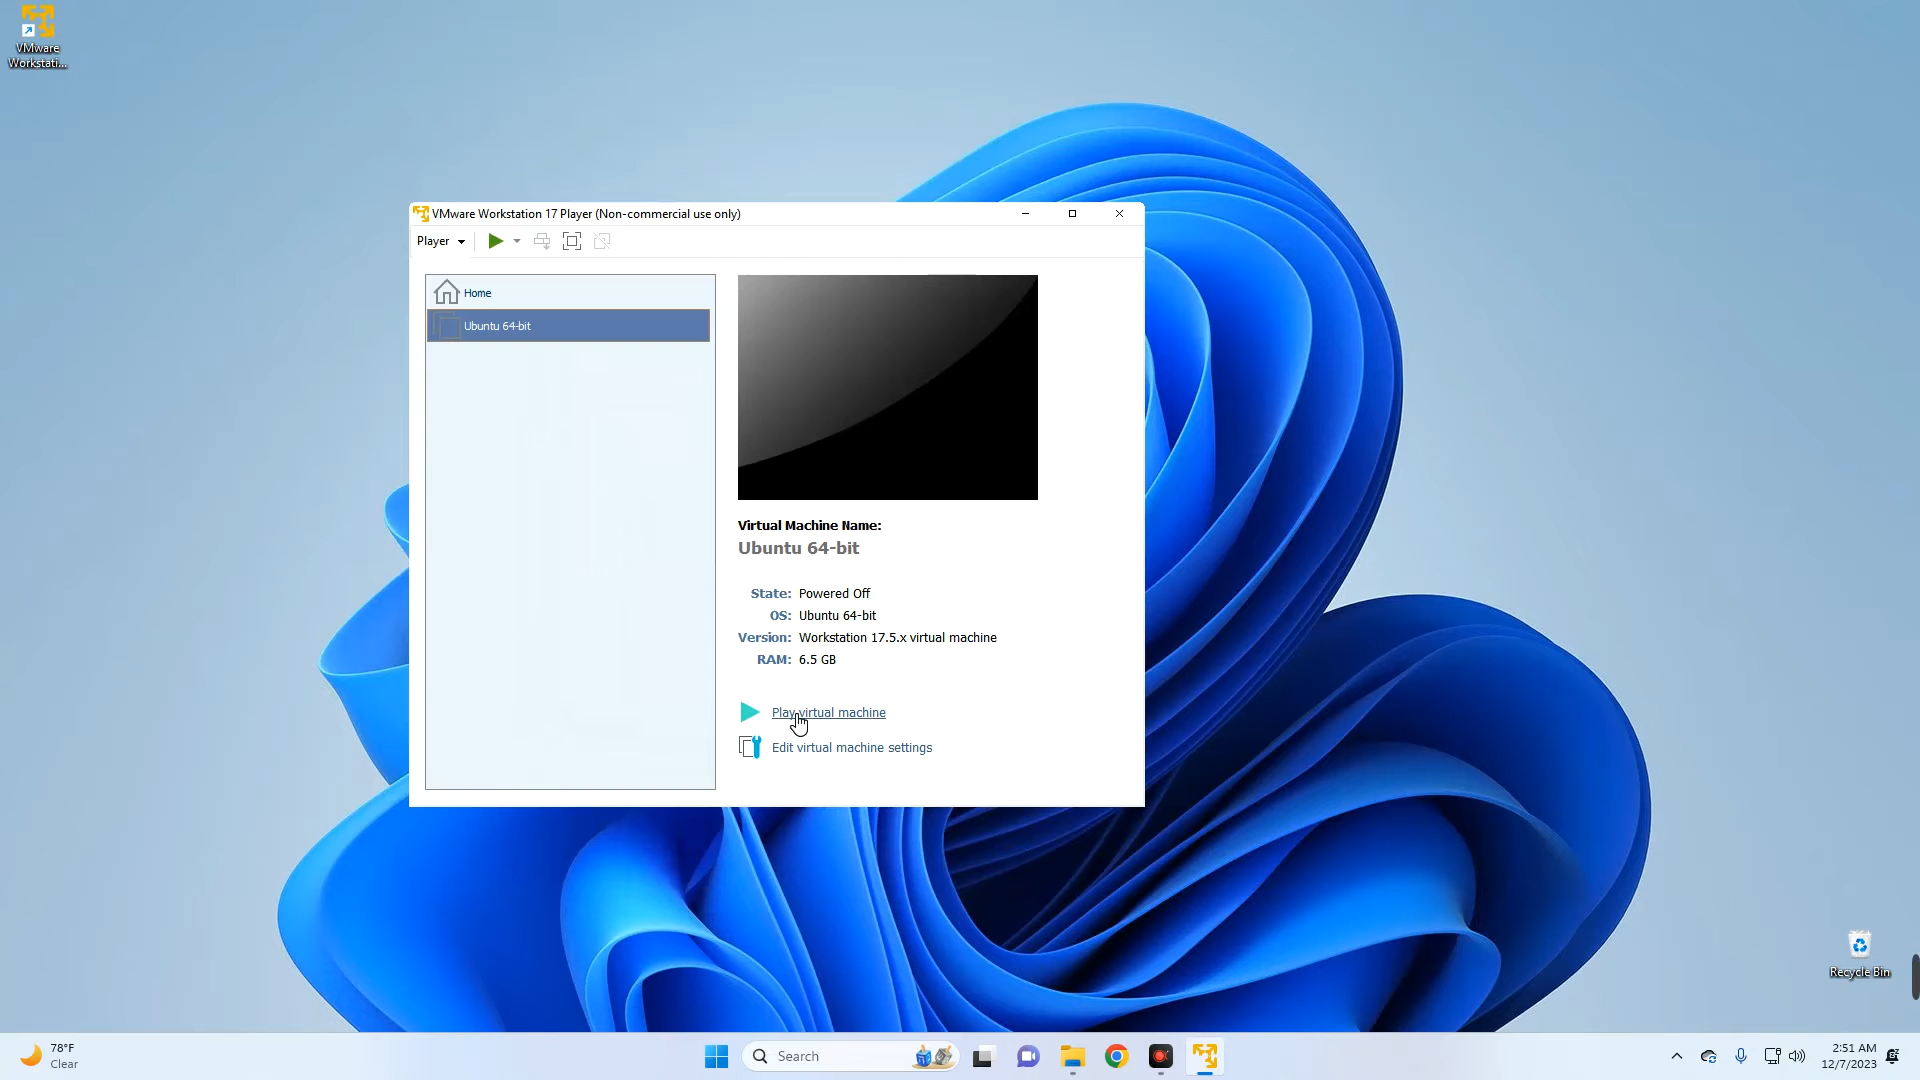 VMware
Workstati...
VMware Workstation 17 Player (Non-commercial use only)
Player
Home
Ubuntu 64-bit
Virtual Machine Name:
Ubuntu 64-bit
State: Powered Off
OS: Ubuntu 64-bit
Version: Workstation 17.5.x virtual machine
RAM: 6.5 GB
Play virtual machine
Edit virtual machine settings
Recycle Bin
78°F
Clear
Search
2:51 AM
12/7/2023